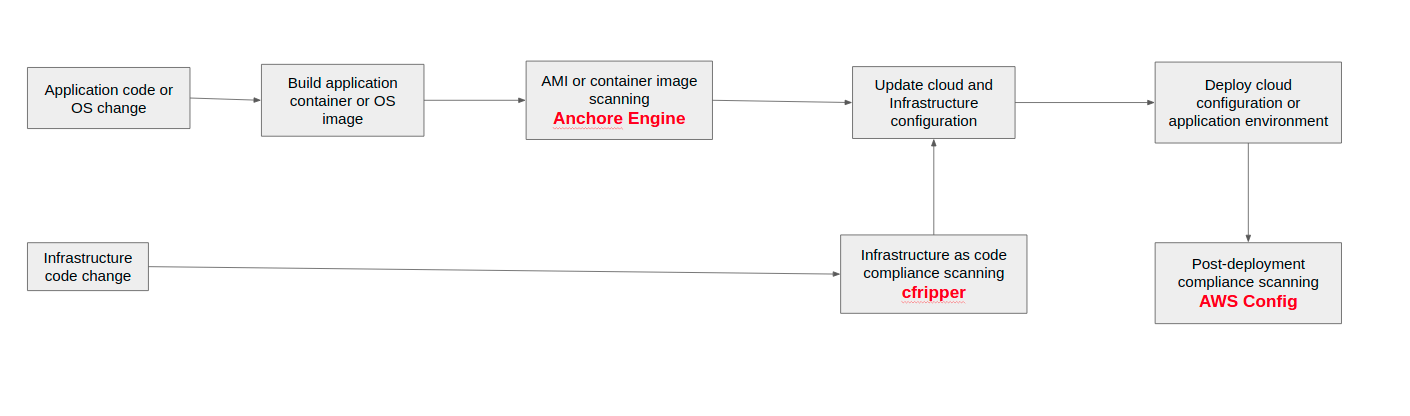 Application code or
OS change
Build application
container or OS
image
AMI or container image
scanning
Anchore Engine
Update cloud and
Infrastructure
configuration
Deploy cloud
configuration or
application environment
Infrastructure
code change
Infrastructure as code
compliance scanning
cfripper
Post-deployment
compliance scanning
AWS Config